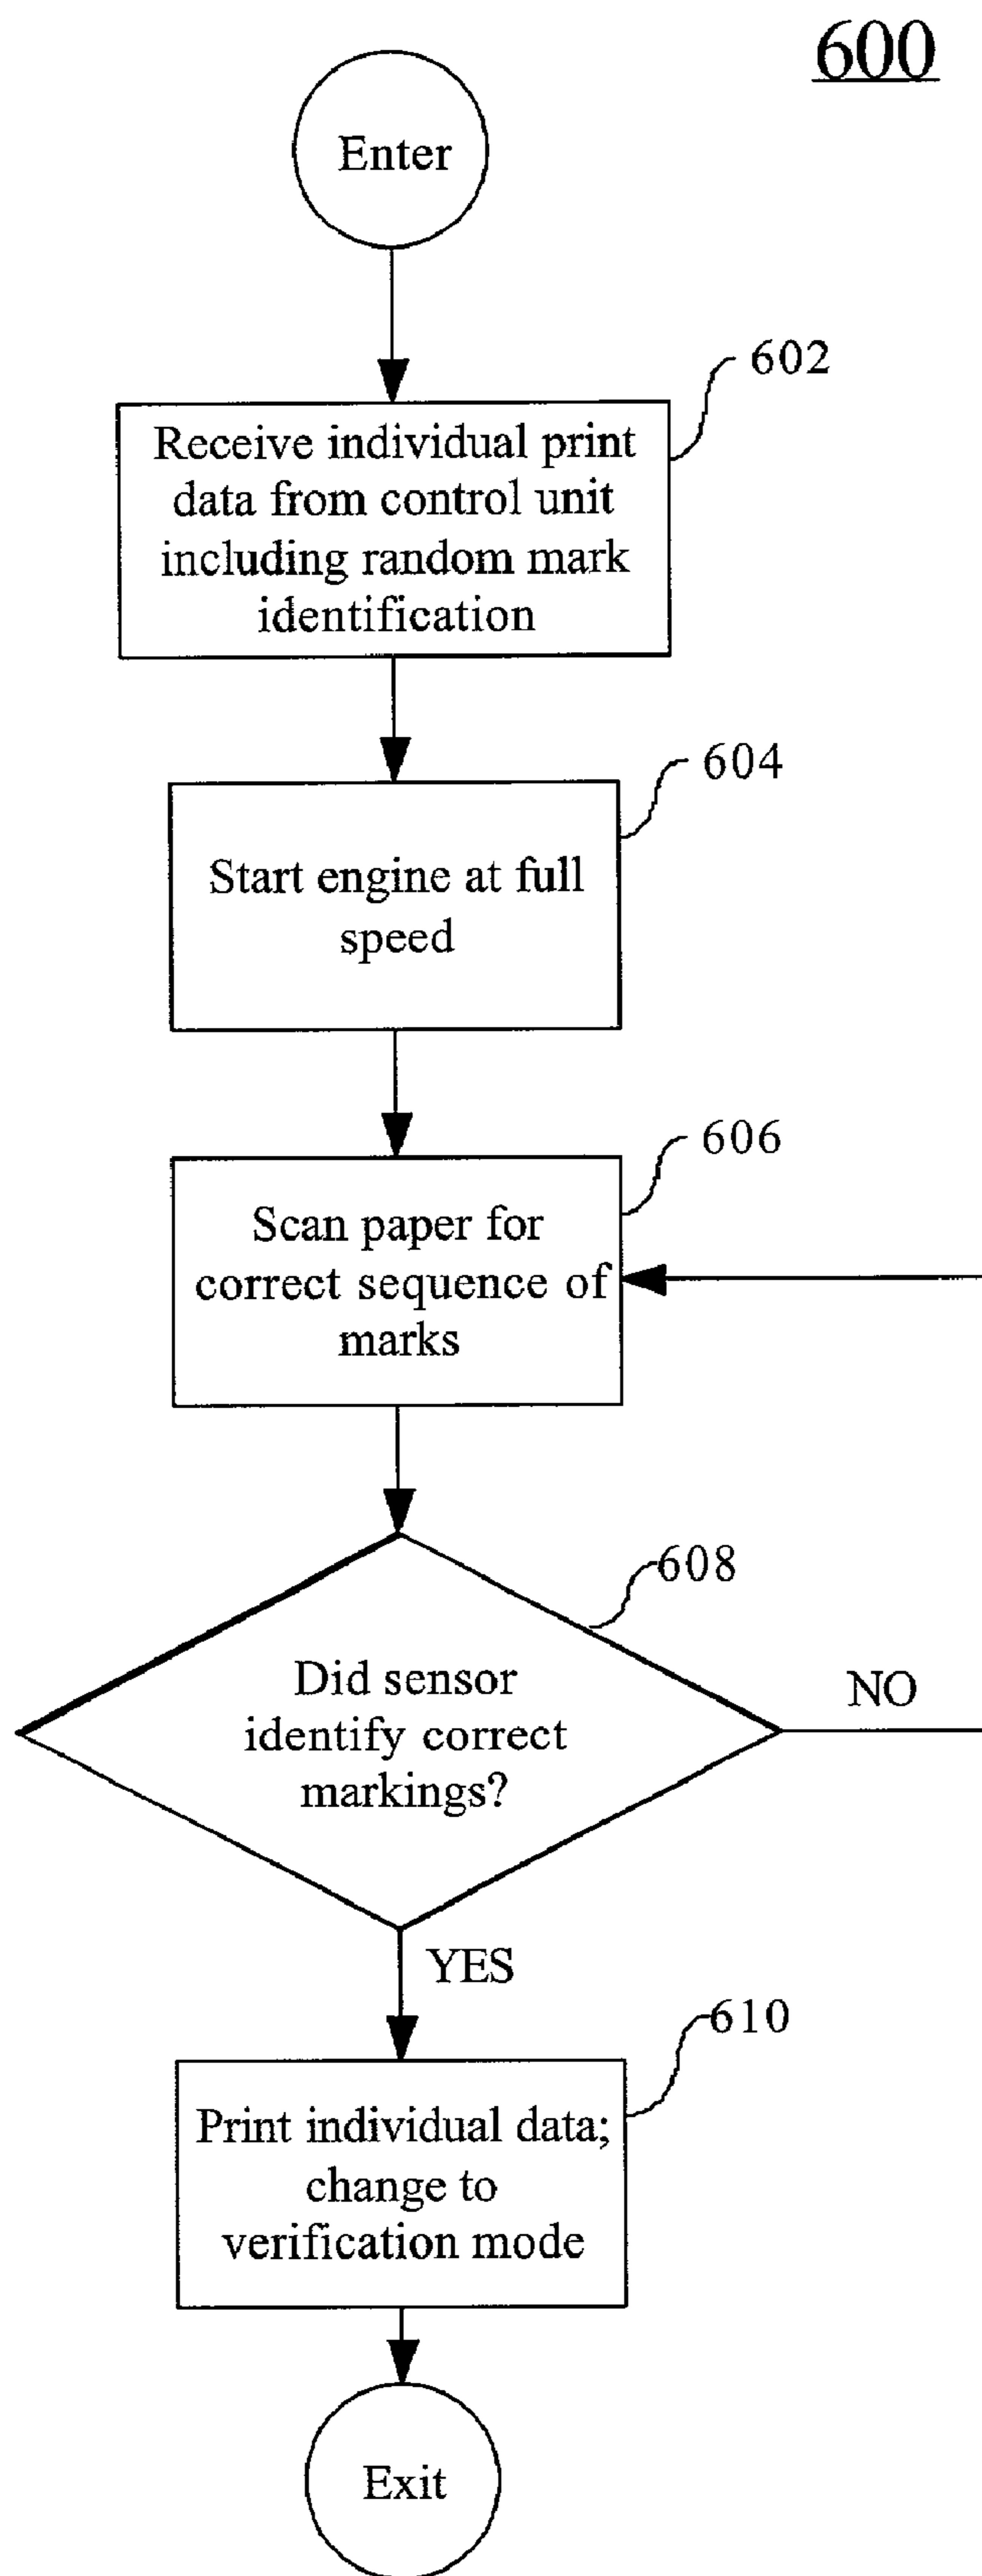 600
Enter
602
Receive individual print
data from control unit
including random mark
identification
604
Start engine at full
speed
606
Scan paper for
correct sequence of
marks
608
Did sensor
identify correct
markings?
NO
YES
610
Print individual data;
change to
verification mode
Exit